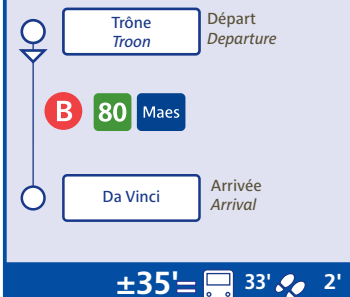 Trône Départ
Troon Departure
B 80 Maes
Da Vinci Arrivée
Arrival
±35'= 33' 2'